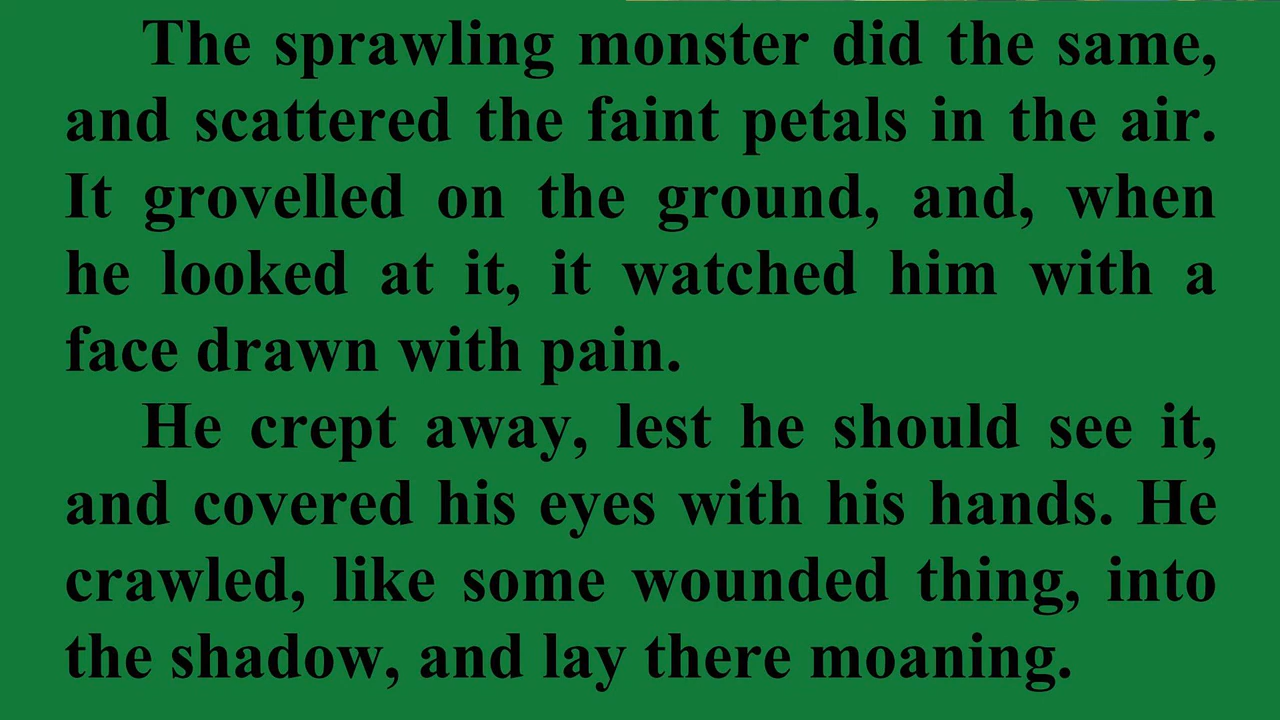 The sprawling monster did the same,
and scattered the faint petals in the air.
It grovelled on the ground, and, when
he looked at it, it watched him with a
face drawn with pain.
He crept away, lest he should see it,
and covered his eyes with his hands. He
crawled, like some wounded thing, into
the shadow, and lay there moaning.